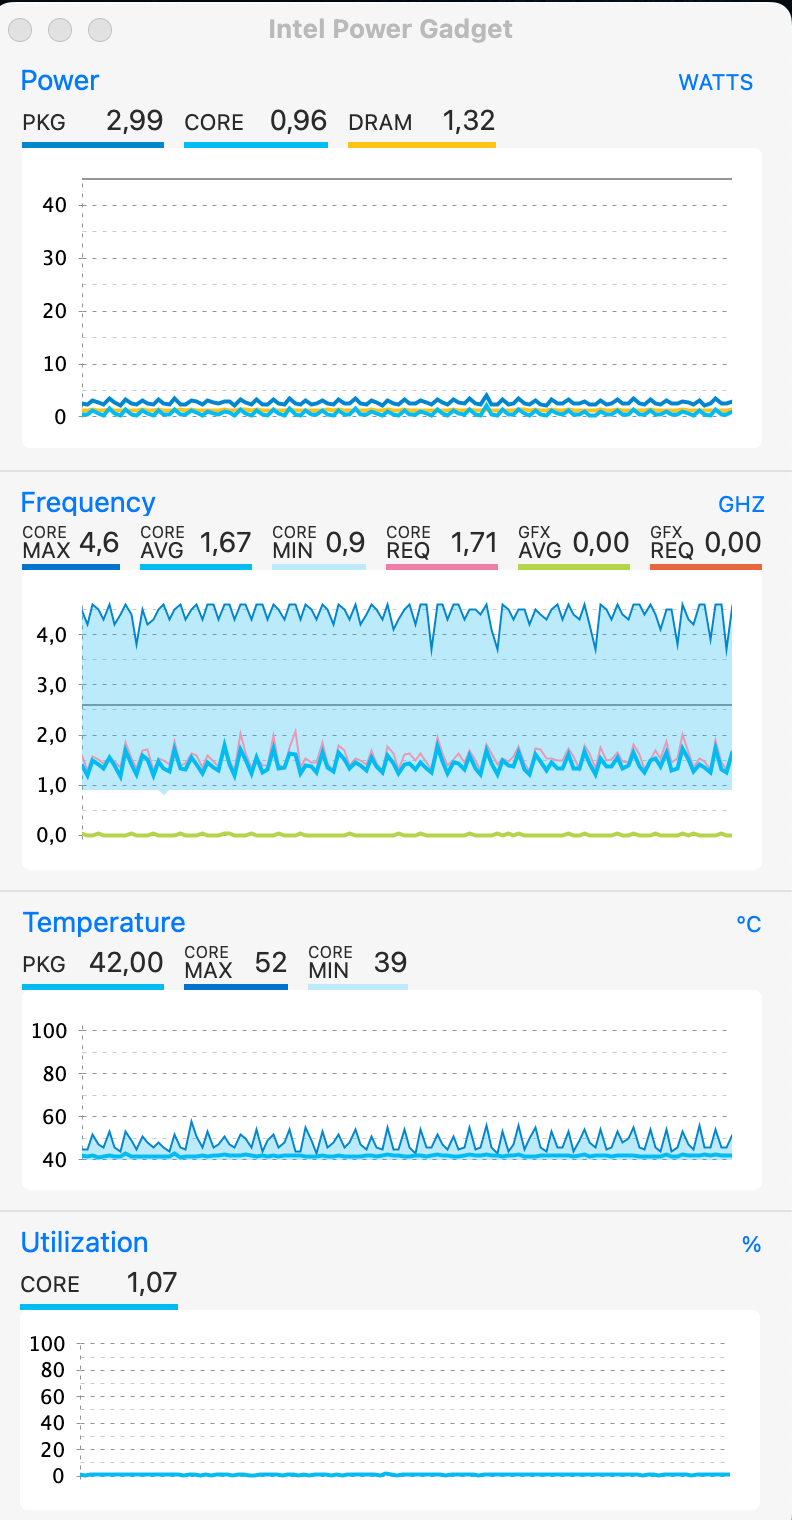 Intel Power Gadget
Power WATTS
PKG 2,99 CORE 0,96 DRAM 1,32
40
30
20
10
0
Frequency GHZ
CORE MAX 4,6 CORE AVG 1,67 CORE MIN 0,9 CORE REQ 1,71 GFX AVG 0,00 GFX REQ 0,00
4,0
3,0
2,0
1,0
0,0
Temperature ºC
PKG 42,00 CORE MAX 52 CORE MIN 39
100
80
60
40
Utilization %
CORE 1,07
100
80
60
40
20
0